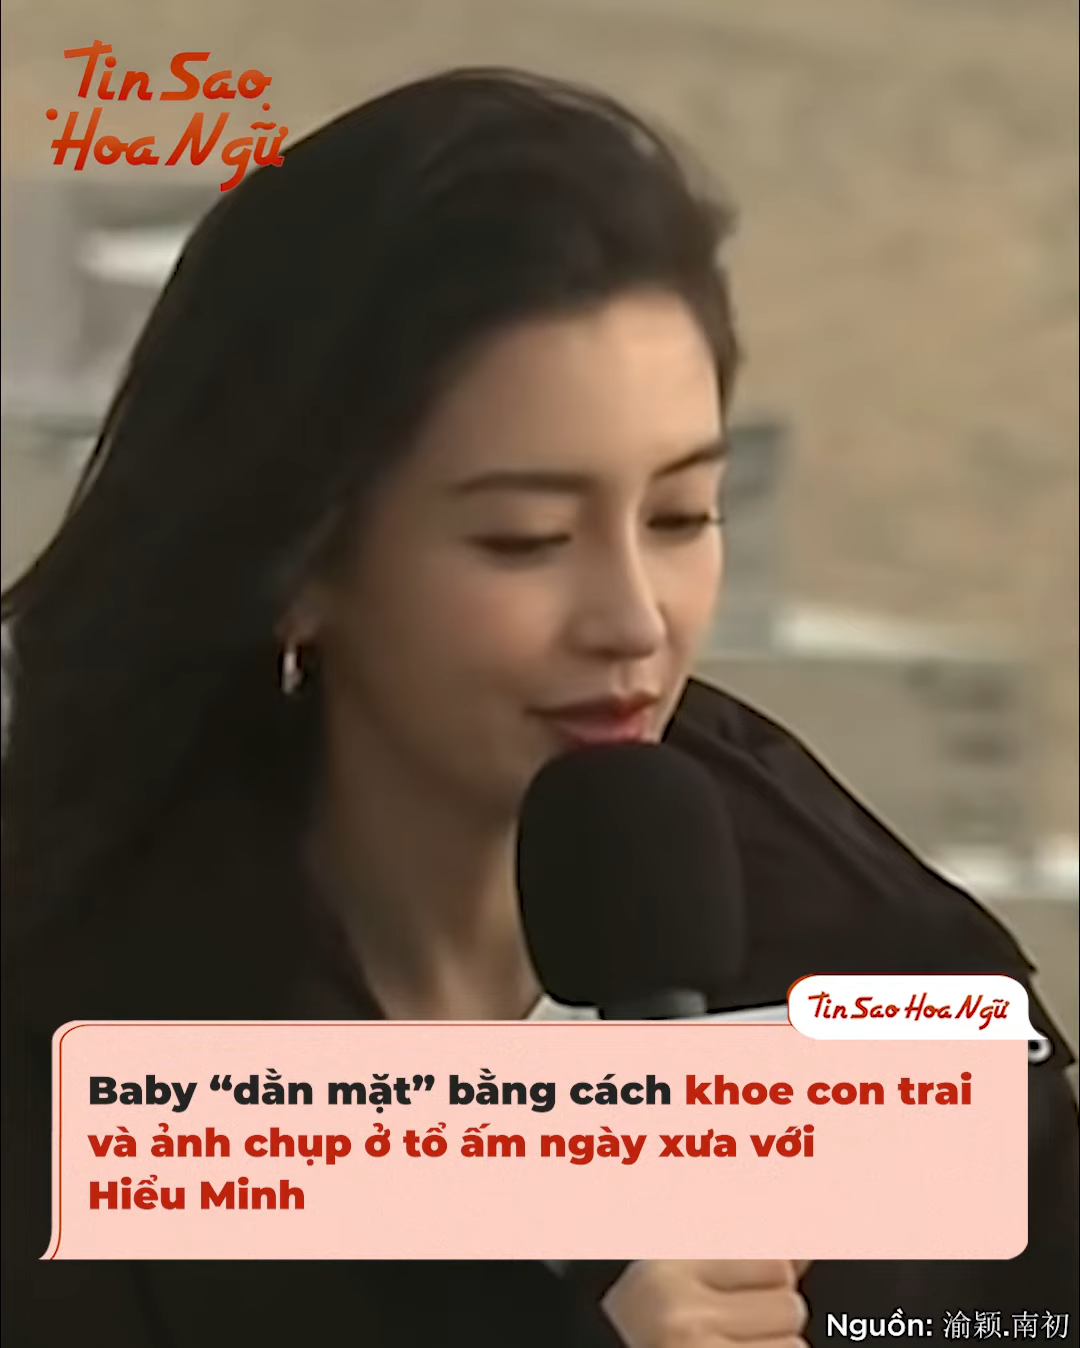 Tin Sao
Hoa Ngữ
Tin Sao Hoa Ngữ
Baby “dằn mặt” bằng cách khoe con trai
và ảnh chụp ở tổ ấm ngày xưa với
Hiểu Minh
Nguồn: 渝颖.南初